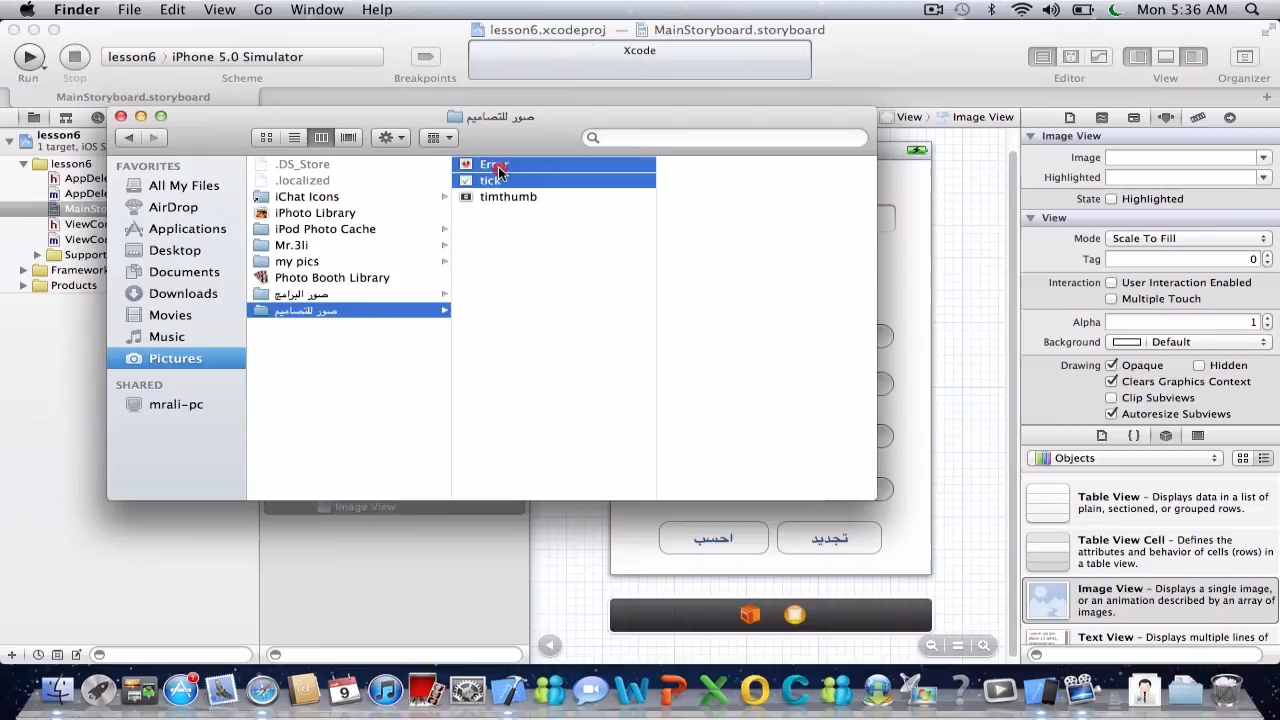 Finder File Edit View Go Window Help Mon 5:36 AM
lesson6.xcodeproj — MainStoryboard.storyboard
lesson6 iPhone 5.0 Simulator
Xcode
Run Stop Scheme Breakpoints Editor View Organizer
MainStoryboard.storyboard
صور للتصاميم
View Image View
lesson6
1 target, iOS
lesson6
AppDele
AppDele
MainSto
ViewCon
ViewCon
Support
Framework
Products
FAVORITES
All My Files
AirDrop
Applications
Desktop
Documents
Downloads
Movies
Music
Pictures
SHARED
mrali-pc
.DS_Store
.localized
iChat Icons
iPhoto Library
iPod Photo Cache
Mr.3li
my pics
Photo Booth Library
صور البرامج
صور للتصاميم
Error
tick
timthumb
Image View
احسب
تجديد
Image View
Image
Highlighted
State Highlighted
View
Mode Scale To Fill
Tag 0
Interaction User Interaction Enabled
Multiple Touch
Alpha 1
Background Default
Drawing Opaque Hidden
Clears Graphics Context
Clip Subviews
Autoresize Subviews
Objects
Table View – Displays data in a list of
plain, sectioned, or grouped rows.
Table View Cell – Defines the
attributes and behavior of cells (rows) in
a table view.
Image View – Displays a single image,
or an animation described by an array of
images.
Text View – Displays multiple lines of